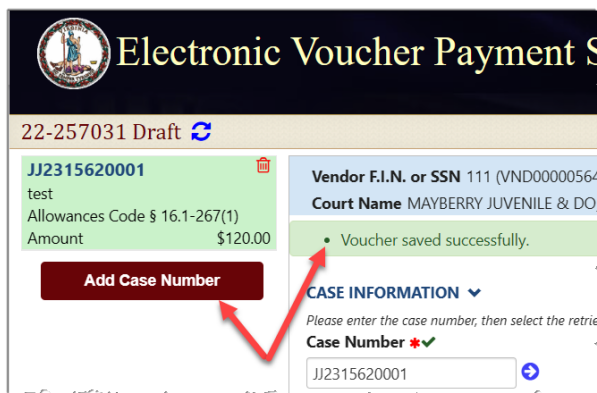 Electronic Voucher Payment
22-257031 Draft
JJ2315620001
test
Allowances Code § 16.1-267(1)
Amount $120.00
Add Case Number
Vendor F.I.N. or SSN 111 (VND00000564
Court Name MAYBERRY JUVENILE & DO
• Voucher saved successfully.
CASE INFORMATION
Please enter the case number, then select the
Case Number *
JJ2315620001